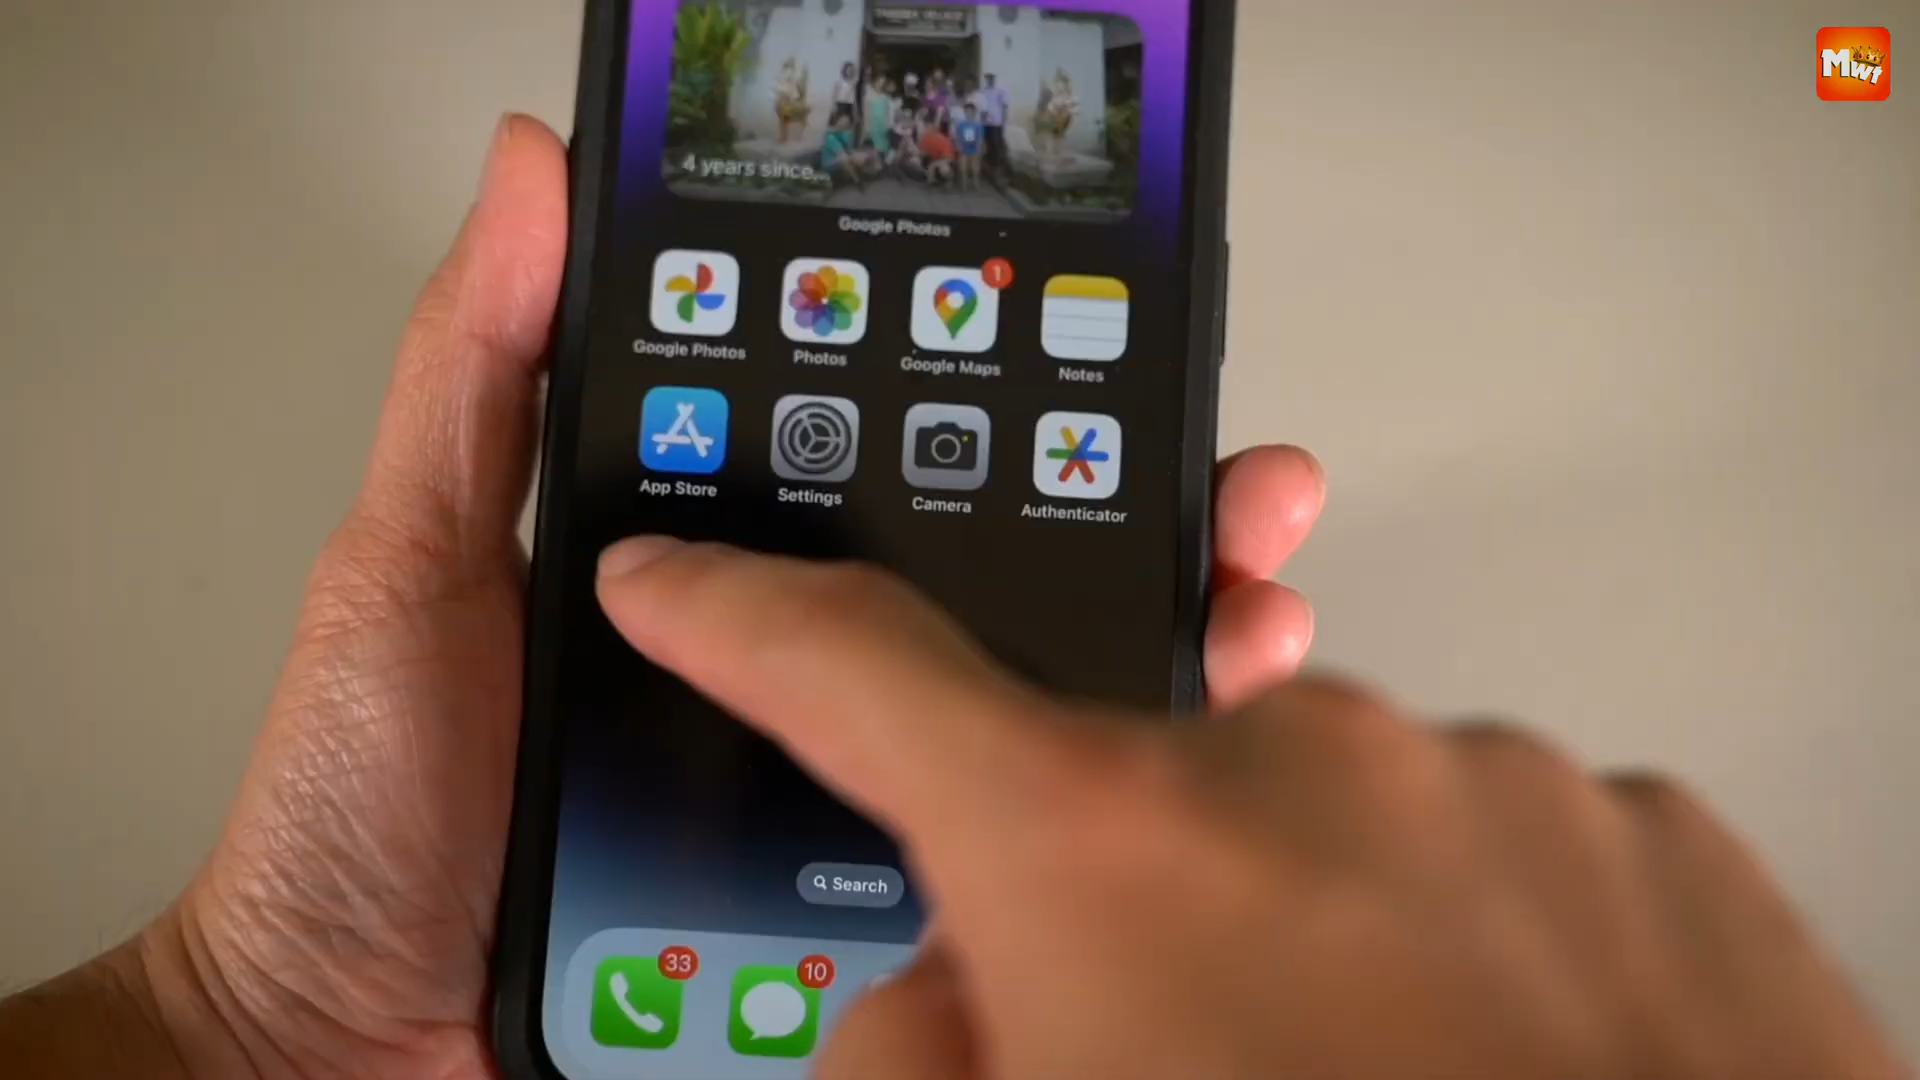 Mwt
4 years since...
Google Photos
1
Google Photos
Photos
Google Maps
Notes
App Store
Settings
Camera
Authenticator
Search
33
10